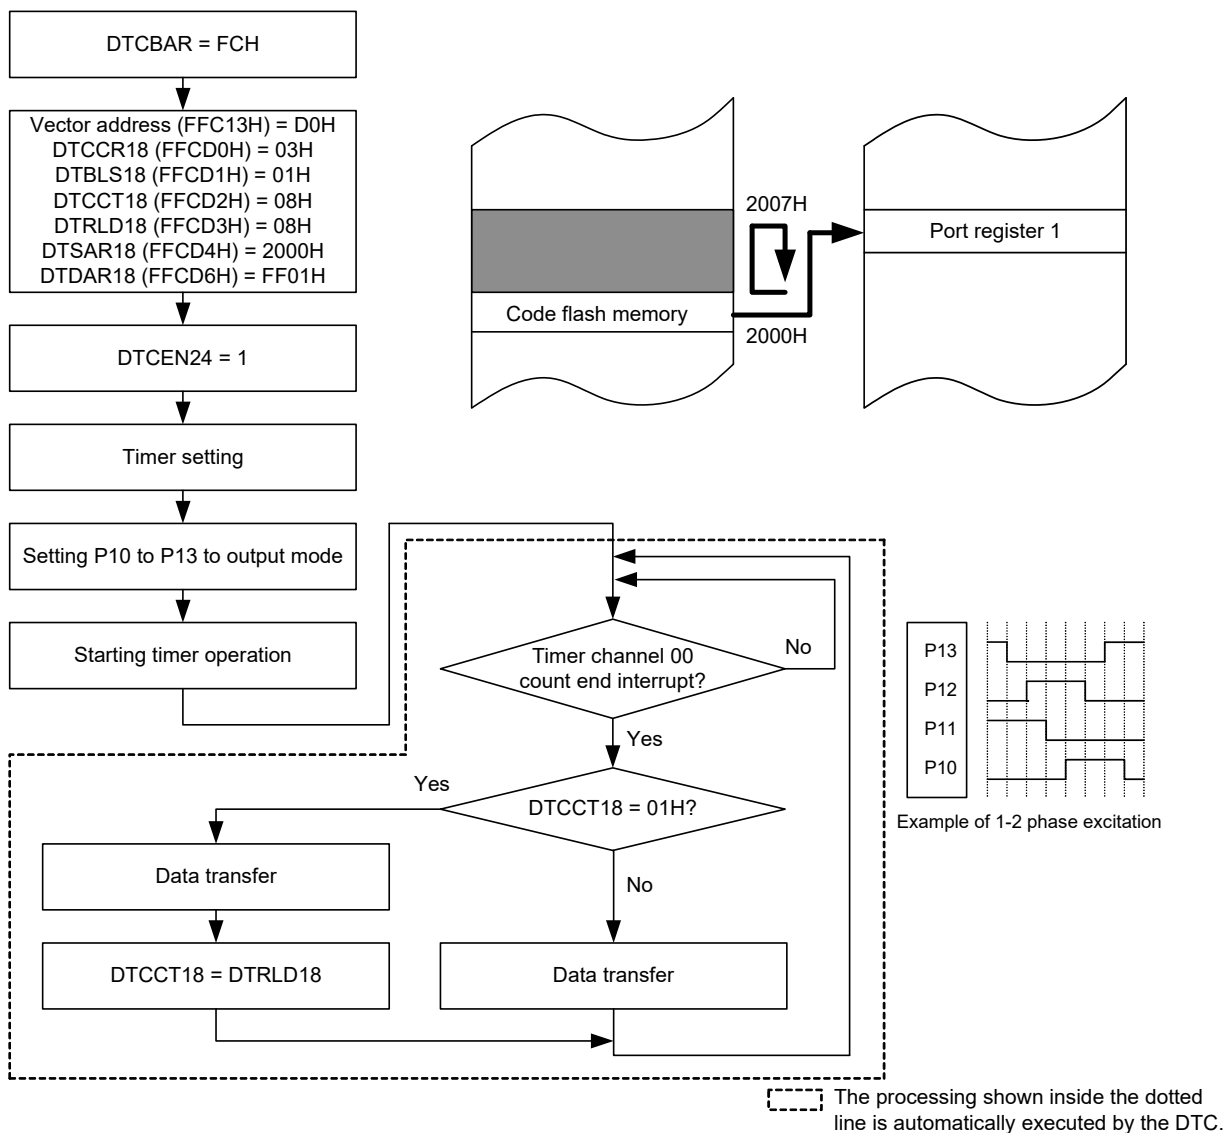 DTCBAR = FCH
Vector address (FFC13H) = D0H
DTCCR18 (FFCD0H) = 03H
DTBLS18 (FFCD1H) = 01H
DTCCT18 (FFCD2H) = 08H
DTRLD18 (FFCD3H) = 08H
DTSAR18 (FFCD4H) = 2000H
DTDAR18 (FFCD6H) = FF01H
DTCEN24 = 1
Timer setting
Setting P10 to P13 to output mode
Starting timer operation
2007H
Code flash memory
2000H
Port register 1
Timer channel 00
count end interrupt?
No
Yes
DTCCT18 = 01H?
Yes
No
Data transfer
DTCCT18 = DTRLD18
Data transfer
P13
P12
P11
P10
Example of 1-2 phase excitation
The processing shown inside the dotted
line is automatically executed by the DTC.